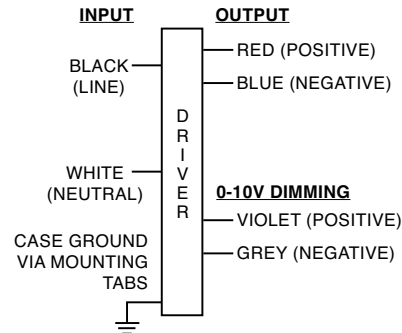 INPUT
BLACK
(LINE)
WHITE
(NEUTRAL)
CASE GROUND
VIA MOUNTING
TABS
DRIVER
OUTPUT
RED (POSITIVE)
BLUE (NEGATIVE)
0-10V DIMMING
VIOLET (POSITIVE)
GREY (NEGATIVE)